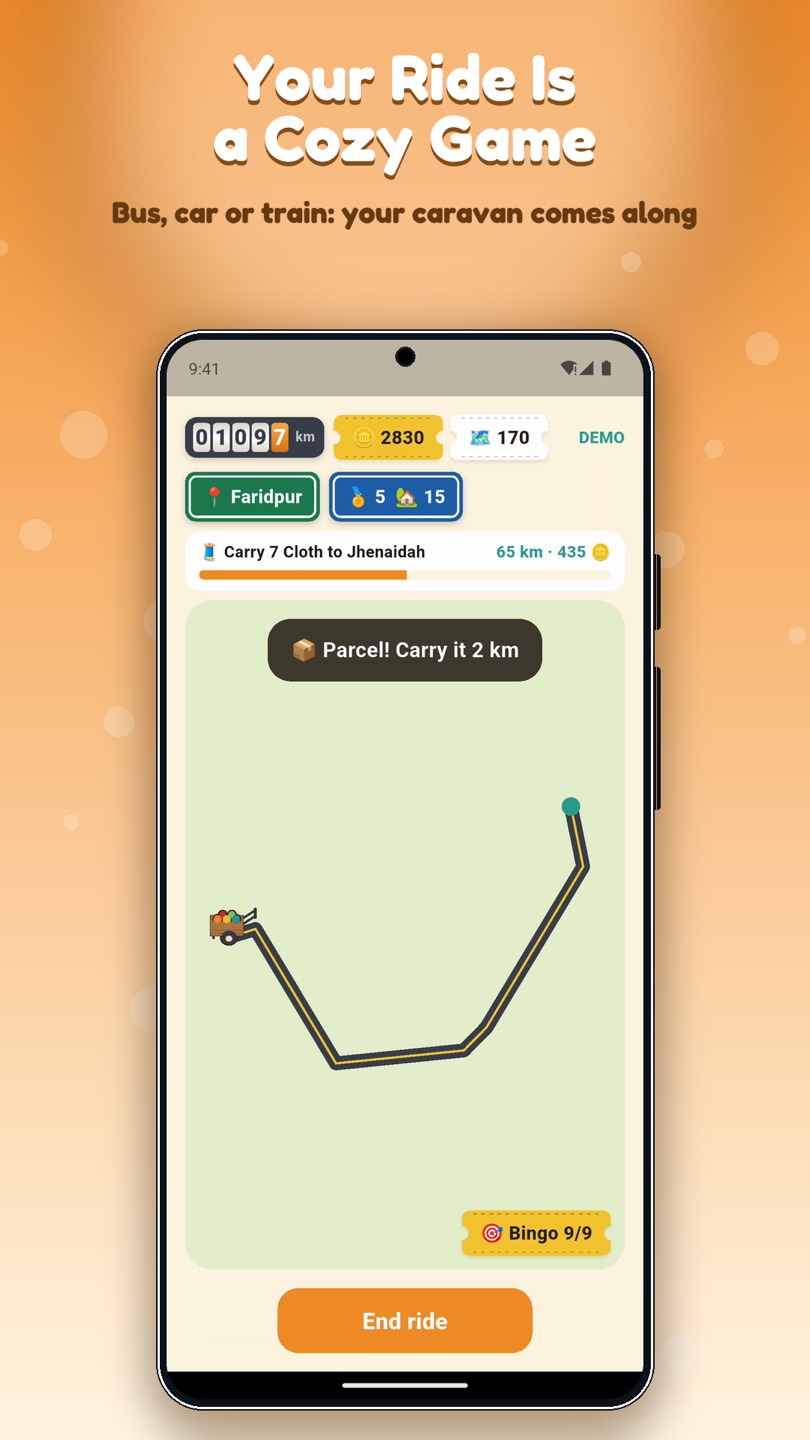 Your Ride Is
a Cozy Game
Bus, car or train: your caravan comes along
9:41
01097 km
2830
170
DEMO
Faridpur
5
15
Carry 7 Cloth to Jhenaidah
65 km · 435
Parcel! Carry it 2 km
Bingo 9/9
End ride